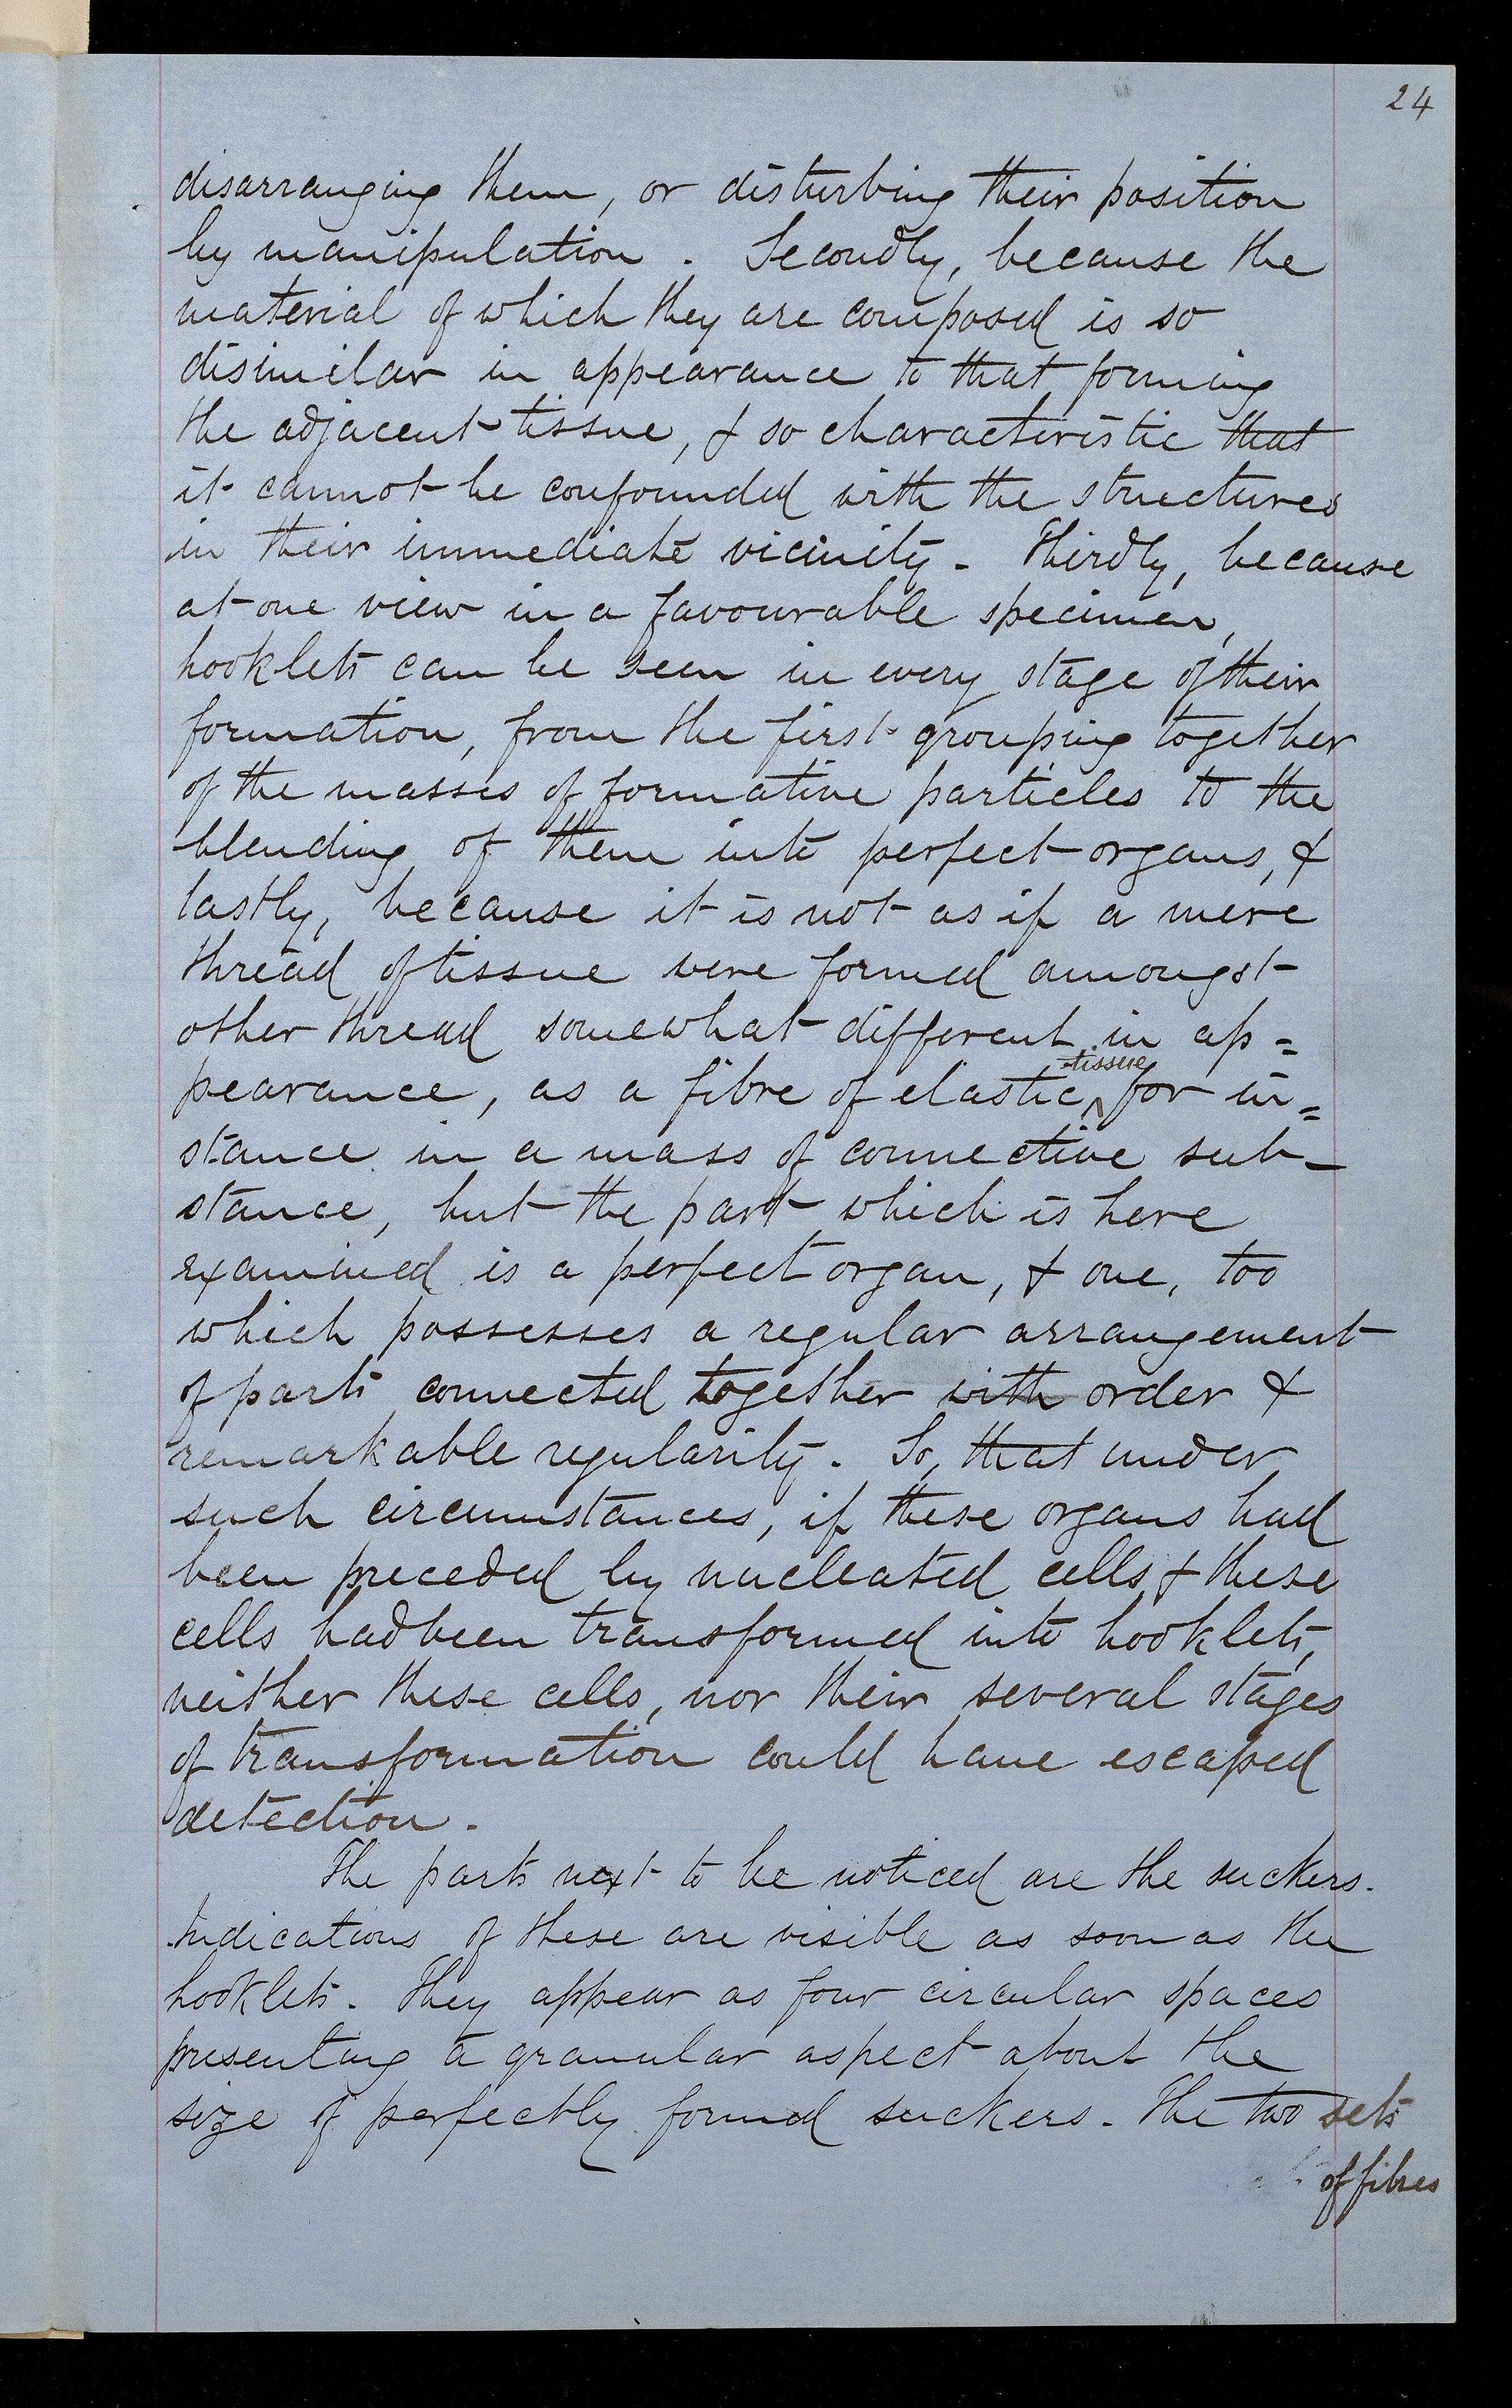 24
disarranging them, or disturbing their position
by manipulation. Secondly, because the
material of which they are composed is so
disimilar in appearance to that forming
the adjacent tissue, & so characteristic that
it cannot be confounded with the structures
in their immediate vicinity. Thirdly, because
at one view in a favourable specimen,
hooklets can be seen in every stage of their
formation, from the first grouping together
of the masses of formative particles to the
blending of them into perfect organs, &
lastly, because it is not as if a mere
thread of tissue were formed amongst
other thread somewhat different in ap=
pearance, as a fibre of elastic tissue for in=
stance in a mass of connective sub-
stance, but the part which is here
examined is a perfect organ, & one, too
which possesses a regular arrangement
of parts connected together with order &
remarkable regularity. So, that under
such circumstances, if these organs had
been preceded by nucleated cells & these
cells had been transformed into hooklets,
neither these cells, nor their several stages
of transformation could have escaped
detection.
The parts next to be noticed are the suckers.
Indications of these are visible as soon as the
hooklets. They appear as four circular spaces
presenting a granular aspect about the
size of perfectly formed suckers. The two sets
of fibres